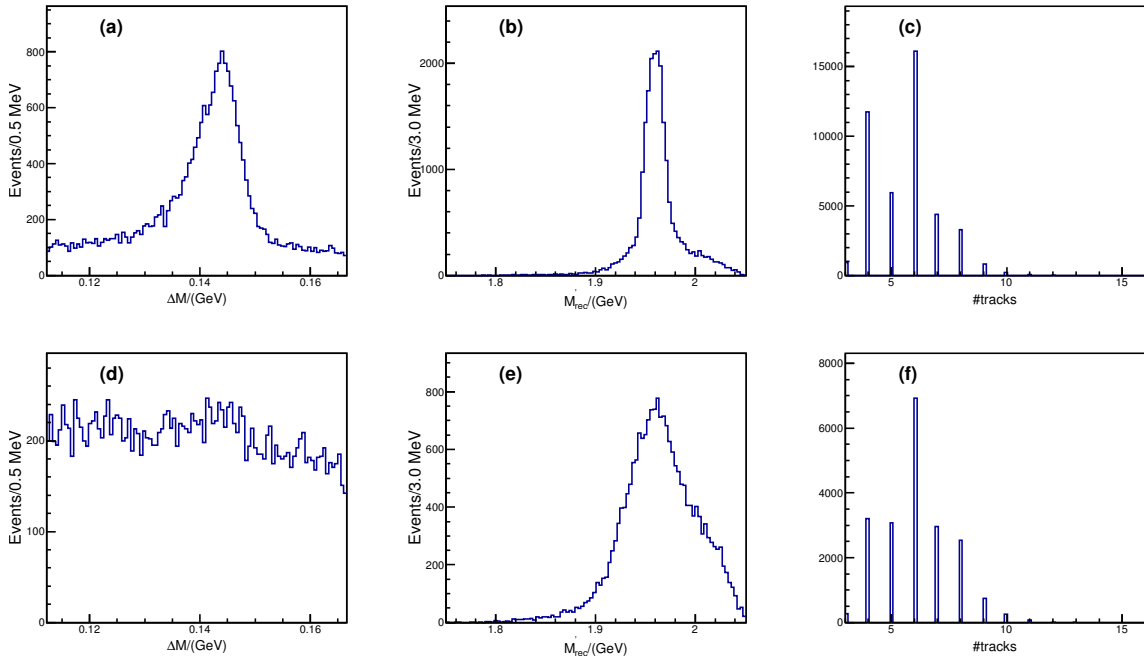 (a)
Events/0.5 MeV
800
600
400
200
0
0.12
0.14
0.16
ΔM/(GeV)
(b)
Events/3.0 MeV
2000
1000
0
1.8
1.9
2
M'rec/(GeV)
(c)
15000
10000
5000
0
5
10
15
#tracks
(d)
Events/0.5 MeV
200
100
0
0.12
0.14
0.16
ΔM/(GeV)
(e)
Events/3.0 MeV
800
600
400
200
0
1.8
1.9
2
M'rec/(GeV)
(f)
8000
6000
4000
2000
0
5
10
15
#tracks